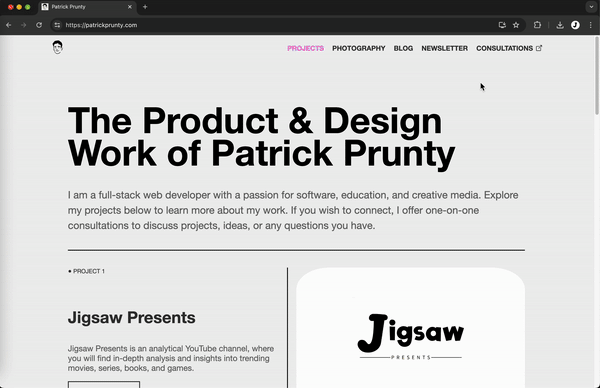 Patrick Prunty
https://patrickprunty.com
PROJECTS PHOTOGRAPHY BLOG NEWSLETTER CONSULTATIONS
The Product & Design
Work of Patrick Prunty
I am a full-stack web developer with a passion for software, education, and creative media. Explore
my projects below to learn more about my work. If you wish to connect, I offer one-on-one
consultations to discuss projects, ideas, or any questions you have.
• PROJECT 1
Jigsaw Presents
Jigsaw Presents is an analytical YouTube channel, where
you will find in-depth analysis and insights into trending
movies, series, books, and games.
Jigsaw
PRESENTS